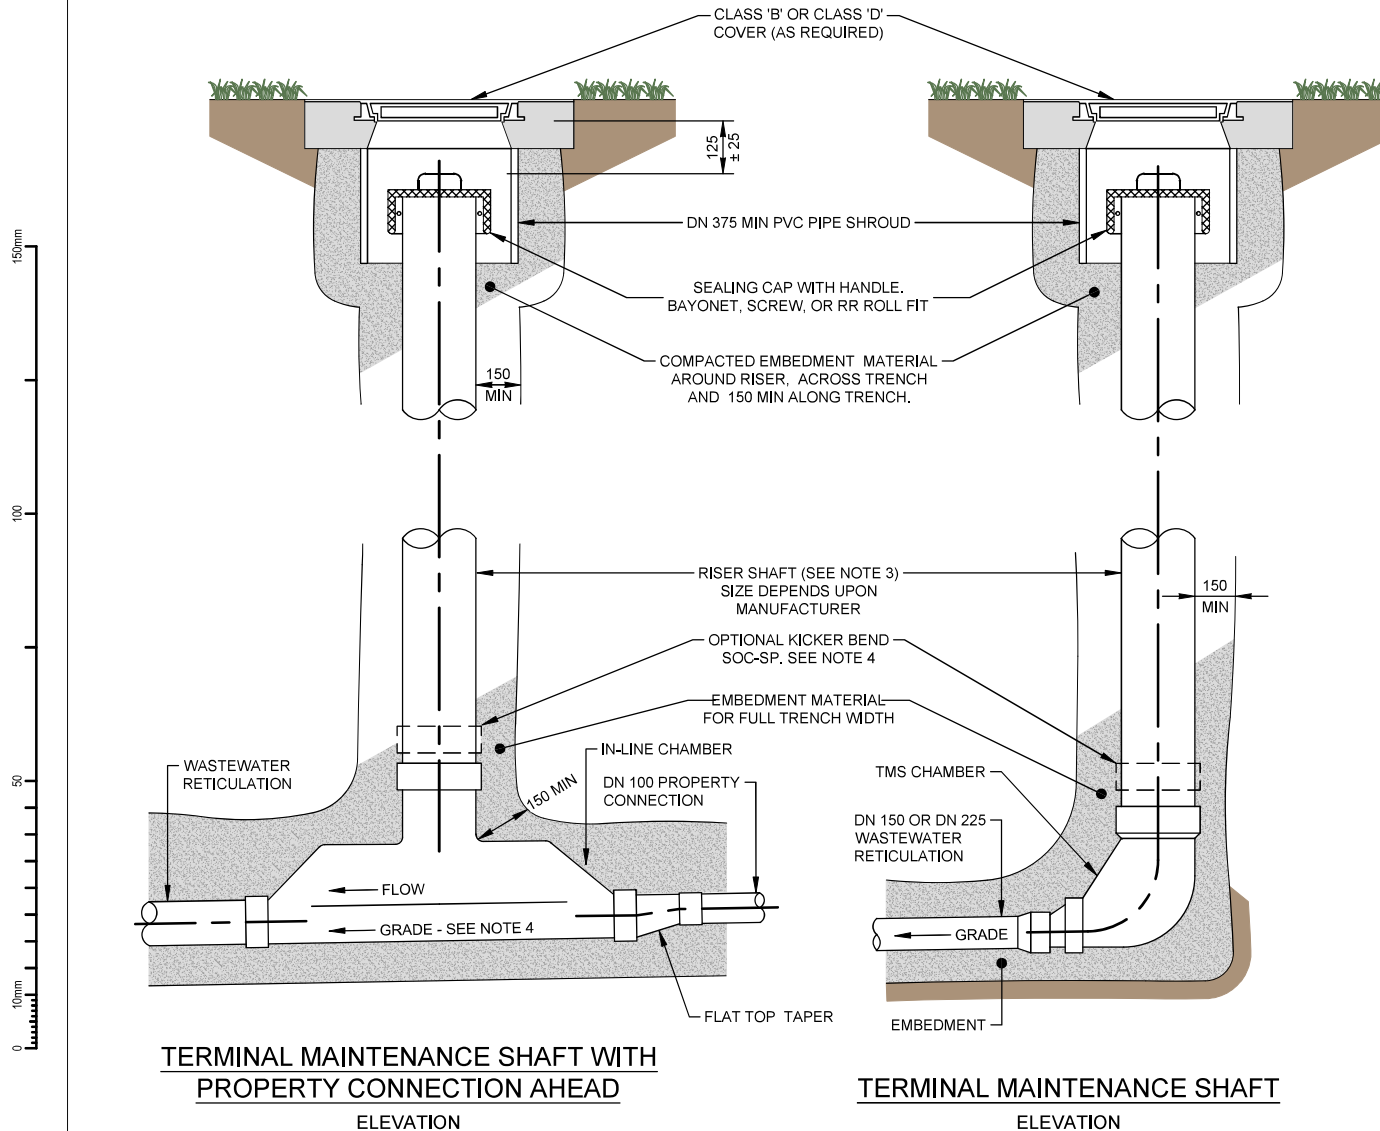 CLASS 'B' OR CLASS 'D'
COVER (AS REQUIRED)
125
± 25
DN 375 MIN PVC PIPE SHROUD
SEALING CAP WITH HANDLE.
BAYONET, SCREW, OR RR ROLL FIT
COMPACTED EMBEDMENT MATERIAL
AROUND RISER, ACROSS TRENCH
AND 150 MIN ALONG TRENCH.
150
MIN
RISER SHAFT (SEE NOTE 3)
SIZE DEPENDS UPON
MANUFACTURER
150
MIN
OPTIONAL KICKER BEND
SOC-SP. SEE NOTE 4
EMBEDMENT MATERIAL
FOR FULL TRENCH WIDTH
IN-LINE CHAMBER
WASTEWATER
RETICULATION
150 MIN
DN 100 PROPERTY
CONNECTION
TMS CHAMBER
DN 150 OR DN 225
WASTEWATER
RETICULATION
FLOW
GRADE - SEE NOTE 4
GRADE
FLAT TOP TAPER
EMBEDMENT
TERMINAL MAINTENANCE SHAFT WITH
PROPERTY CONNECTION AHEAD
ELEVATION
TERMINAL MAINTENANCE SHAFT
ELEVATION
150mm
100
50
10mm
0